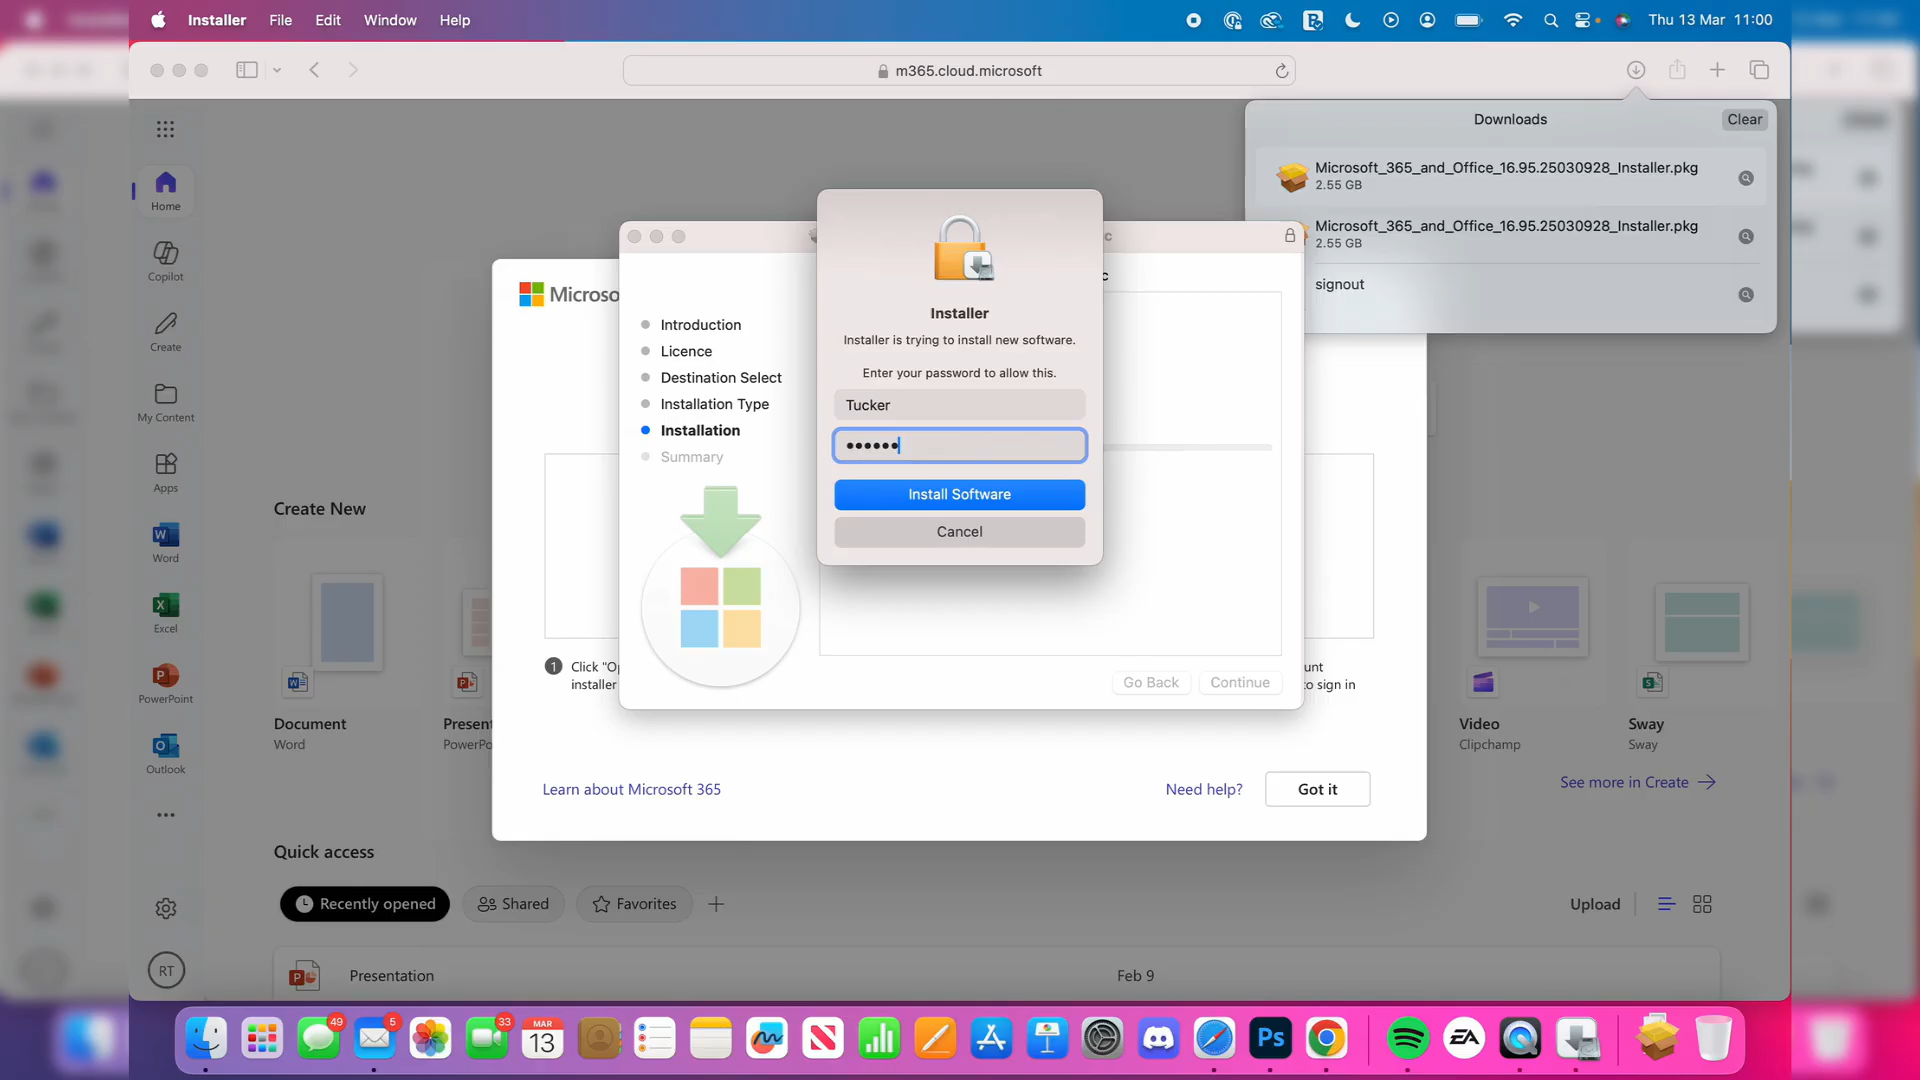 Installer File Edit Window Help
Thu 13 Mar 11:00
m365.cloud.microsoft
Downloads
Clear
Microsoft_365_and_Office_16.95.25030928_Installer.pkg
2.55 GB
Microsoft_365_and_Office_16.95.25030928_Installer.pkg
2.55 GB
signout
Home
Copilot
Create
My Content
Apps
Word
Excel
PowerPoint
Outlook
RT
Microso
Introduction
Licence
Destination Select
Installation Type
Installation
Summary
Installer
Installer is trying to install new software.
Enter your password to allow this.
Tucker
••••••
Install Software
Cancel
c
c
Go Back
Continue
1 Click "Op
installer
unt
to sign in
Learn about Microsoft 365
Need help?
Got it
Create New
Document
Word
Present
PowerPo
Video
Clipchamp
Sway
Sway
See more in Create
Quick access
Recently opened
Shared
Favorites
Upload
Presentation
Feb 9
49
5
33
MAR
13
Ps
EA